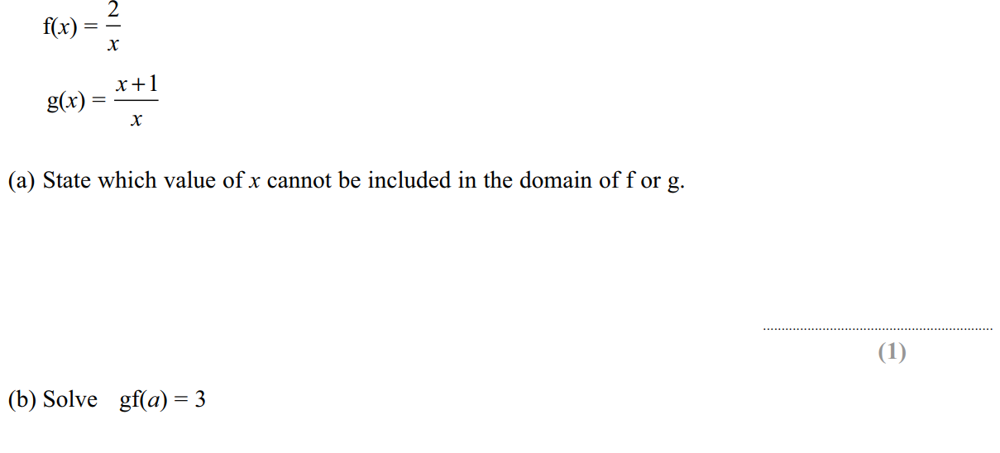 f(x) = 2/x
g(x) = x+1/x
(a) State which value of x cannot be included in the domain of f or g.
............................................................
(1)
(b) Solve gf(a) = 3